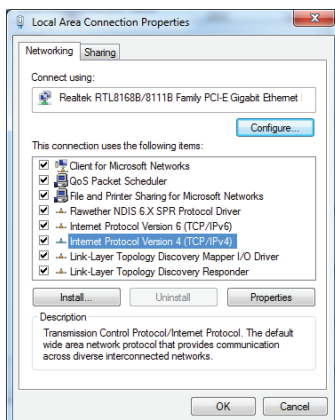 Local Area Connection Properties
Networking
Sharing
Connect using:
Realtek RTL8168B/8111B Family PCI-E Gigabit Ethernet
Configure...
This connection uses the following items:
Client for Microsoft Networks
QoS Packet Scheduler
File and Printer Sharing for Microsoft Networks
Rawether NDIS 6.X SPR Protocol Driver
Internet Protocol Version 6 (TCP/IPv6)
Internet Protocol Version 4 (TCP/IPv4)
Link-Layer Topology Discovery Mapper I/O Driver
Link-Layer Topology Discovery Responder
Install...
Uninstall
Properties
Description
Transmission Control Protocol/Internet Protocol. The default
wide area network protocol that provides communication
across diverse interconnected networks.
OK
Cancel